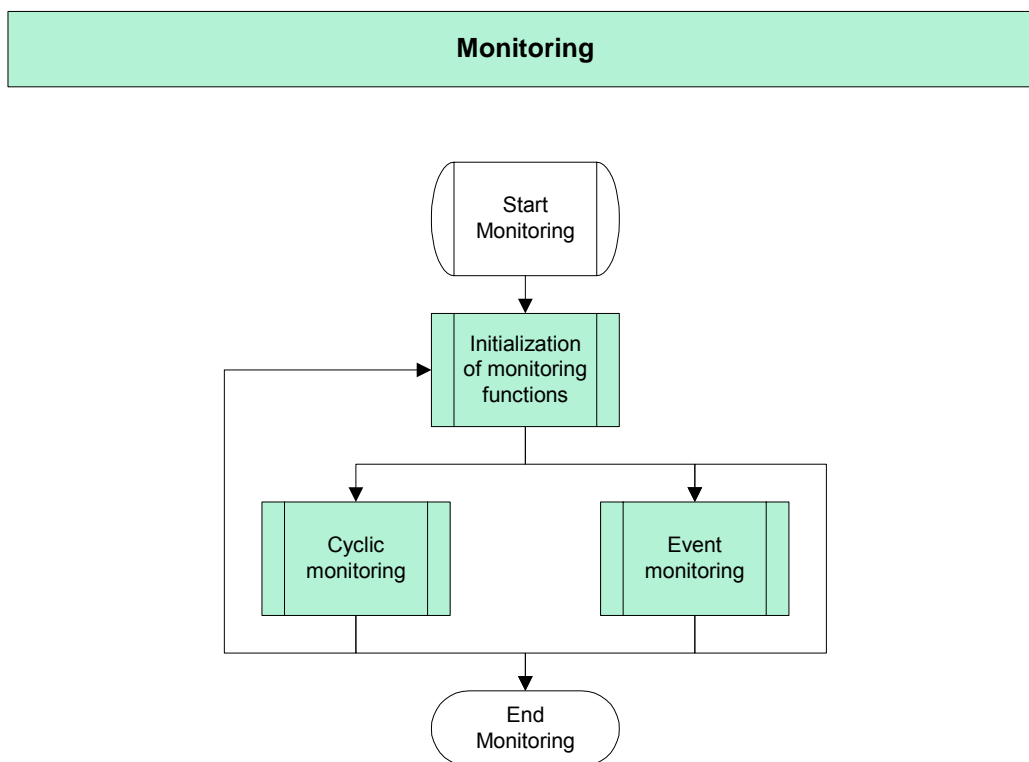 Monitoring
Start
Monitoring
Initialization
of monitoring
functions
Cyclic
monitoring
Event
monitoring
End
Monitoring